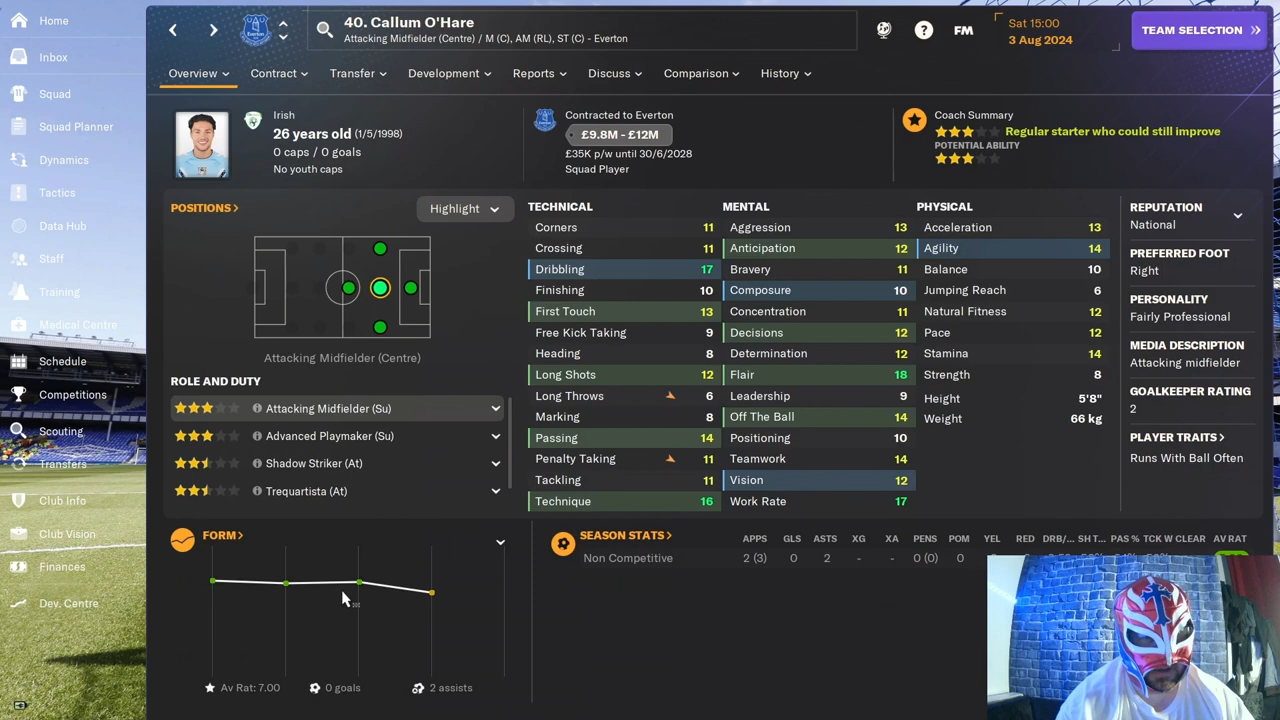 Home
Inbox
Squad
Squad Planner
Dynamics
Tactics
Data Hub
Staff
Training
Medical Centre
Schedule
Competitions
Scouting
Transfers
Club Info
Club Vision
Finances
Dev. Centre
40. Callum O'Hare
Attacking Midfielder (Centre) / M (C), AM (RL), ST (C) - Everton
FM
Sat 15:00
3 Aug 2024
TEAM SELECTION
Overview
Contract
Transfer
Development
Reports
Discuss
Comparison
History
Irish
26 years old (1/5/1998)
0 caps / 0 goals
No youth caps
Contracted to Everton
£9.8M - £12M
£35K p/w until 30/6/2028
Squad Player
Coach Summary
Regular starter who could still improve
POTENTIAL ABILITY
POSITIONS
Highlight
Attacking Midfielder (Centre)
ROLE AND DUTY
Attacking Midfielder (Su)
Advanced Playmaker (Su)
Shadow Striker (At)
Trequartista (At)
TECHNICAL
Corners 11
Crossing 11
Dribbling 17
Finishing 10
First Touch 13
Free Kick Taking 9
Heading 8
Long Shots 12
Long Throws 6
Marking 8
Passing 14
Penalty Taking 11
Tackling 11
Technique 16
MENTAL
Aggression 13
Anticipation 12
Bravery 11
Composure 10
Concentration 11
Decisions 12
Determination 12
Flair 18
Leadership 9
Off The Ball 14
Positioning 10
Teamwork 14
Vision 12
Work Rate 17
PHYSICAL
Acceleration 13
Agility 14
Balance 10
Jumping Reach 6
Natural Fitness 12
Pace 12
Stamina 14
Strength 8
Height 5'8"
Weight 66 kg
REPUTATION
National
PREFERRED FOOT
Right
PERSONALITY
Fairly Professional
MEDIA DESCRIPTION
Attacking midfielder
GOALKEEPER RATING
2
PLAYER TRAITS
Runs With Ball Often
FORM
Av Rat: 7.00
0 goals
2 assists
SEASON STATS
APPS GLS ASTS XG XA PENS POM YEL RED DRB/... SH T... PAS % TCK W CLEAR AV RAT
Non Competitive 2 (3) 0 2 - - 0 (0) 0